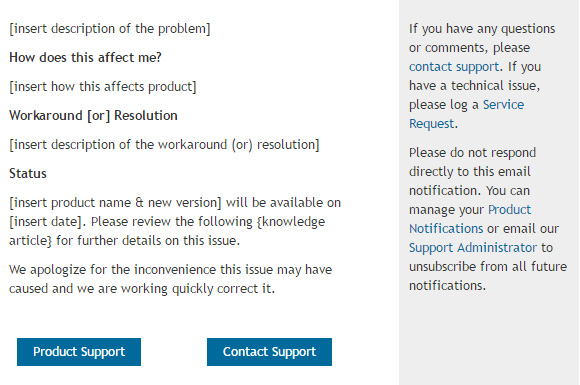 [insert description of the problem]
How does this affect me?
[insert how this affects product]
Workaround [or] Resolution
[insert description of the workaround (or) resolution]
Status
[insert product name & new version] will be available on
[insert date]. Please review the following {knowledge
article} for further details on this issue.
We apologize for the inconvenience this issue may have
caused and we are working quickly correct it.
Product Support
Contact Support
If you have any questions
or comments, please
contact support. If you
have a technical issue,
please log a Service
Request.
Please do not respond
directly to this email
notification. You can
manage your Product
Notifications or email our
Support Administrator to
unsubscribe from all future
notifications.